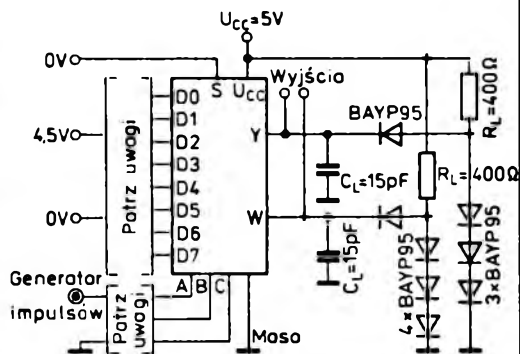 U_CC=5V
0V
Wyjścia
S U_CC
D0
BAYP95
R_L=400Ω
D1
4,5V
Patrz uwagi
D2
Y
D3
D4
C_L=15pF
R_L=400Ω
D5
0V
W
D6
D7
C_L=15pF
4×BAYP95
3×BAYP95
A B C
Generator
impulsów
Patrz
uwagi
Masa